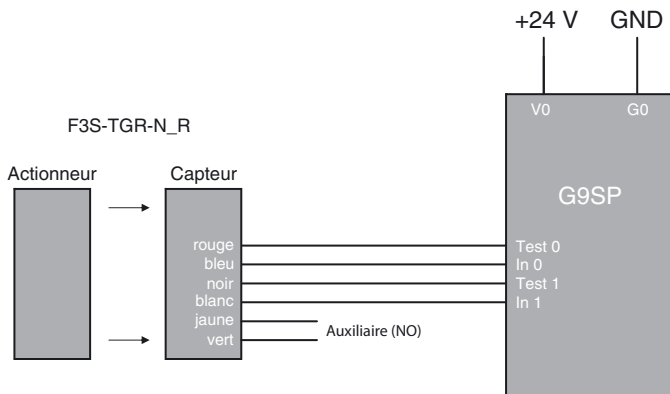 +24 V GND
V0 G0
F3S-TGR-N_R
Actionneur Capteur
G9SP
rouge Test 0
bleu In 0
noir Test 1
blanc In 1
jaune
Auxiliaire (NO)
vert